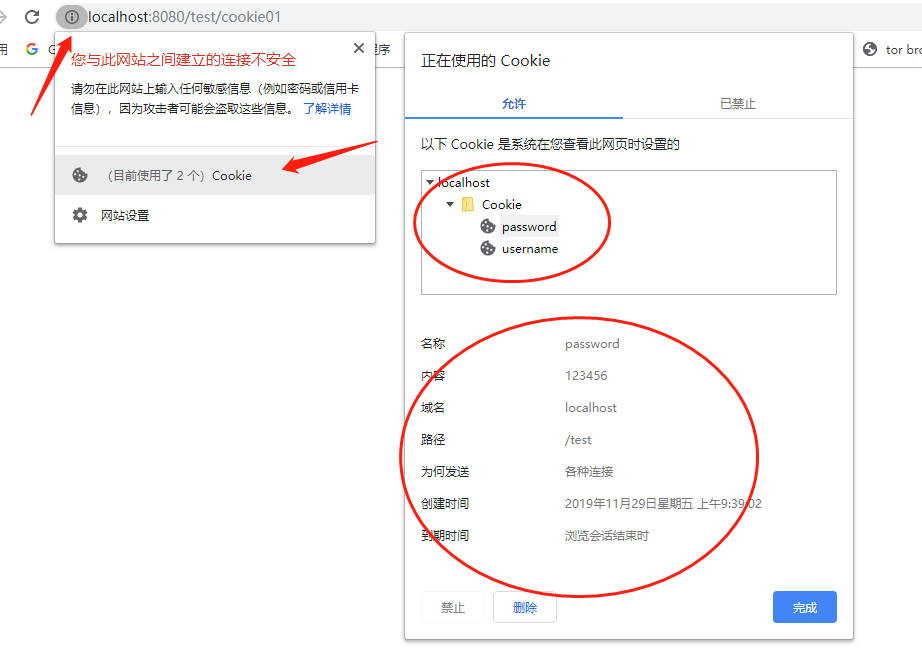 localhost:8080/test/cookie01
用
G
程序
tor bro
您与此网站之间建立的连接不安全
请勿在此网站上输入任何敏感信息（例如密码或信用卡
信息），因为攻击者可能会盗取这些信息。 了解详情
（目前使用了 2 个） Cookie
网站设置
正在使用的 Cookie
允许 已禁止
以下 Cookie 是系统在您查看此网页时设置的
localhost
Cookie
password
username
名称 password
内容 123456
域名 localhost
路径 /test
为何发送 各种连接
创建时间 2019年11月29日星期五 上午9:39:02
到期时间 浏览会话结束时
禁止 删除 完成